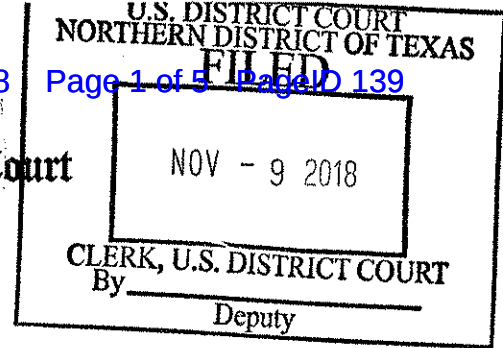 U.S. DISTRICT COURT
NORTHERN DISTRICT OF TEXAS
FILED
8 Page 1 of 5 PageID 139
NOV - 9 2018
ourt
CLERK, U.S. DISTRICT COURT
By
Deputy